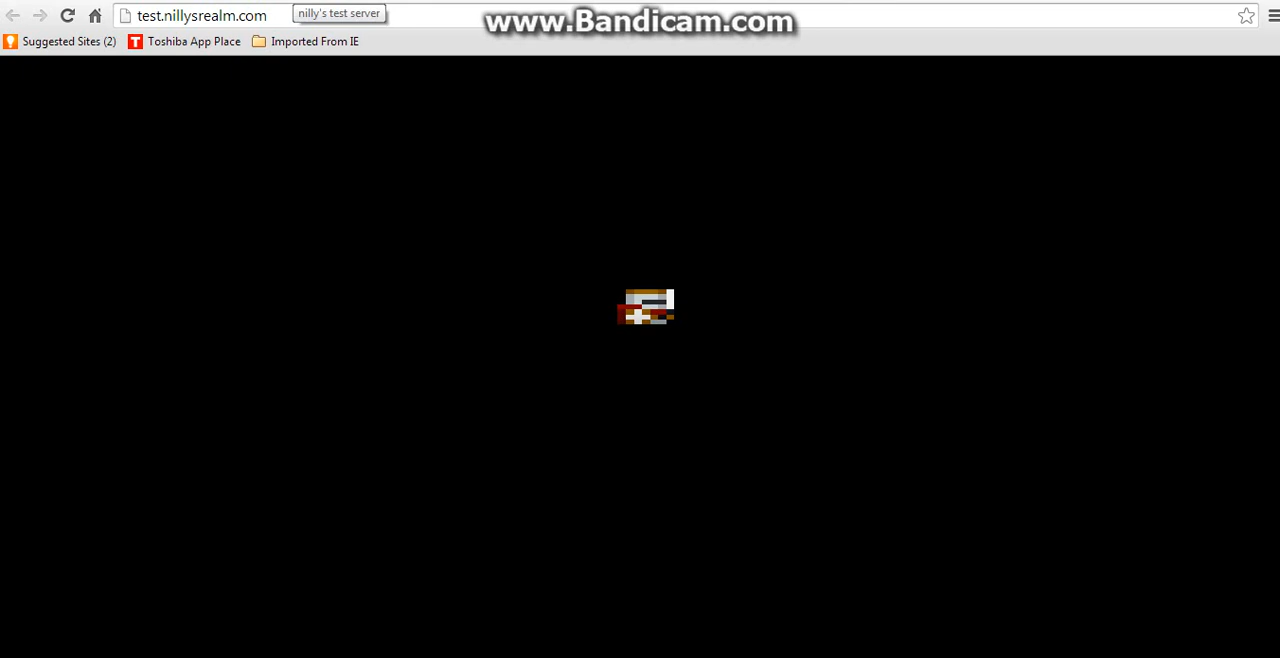 www.Bandicam.com
test.nillysrealm.com
nilly's test server
Suggested Sites (2)
T Toshiba App Place
Imported From IE